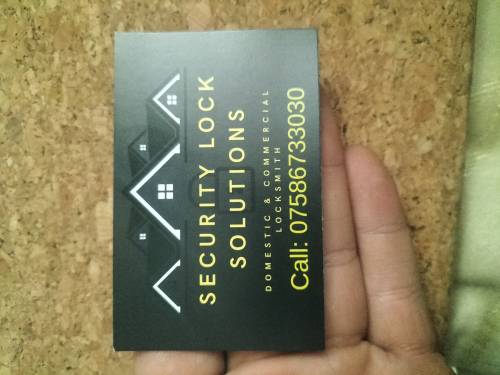 SECURITY LOCK
SOLUTIONS
DOMESTIC & COMMERCIAL
LOCKSMITH
Call: 07586733030